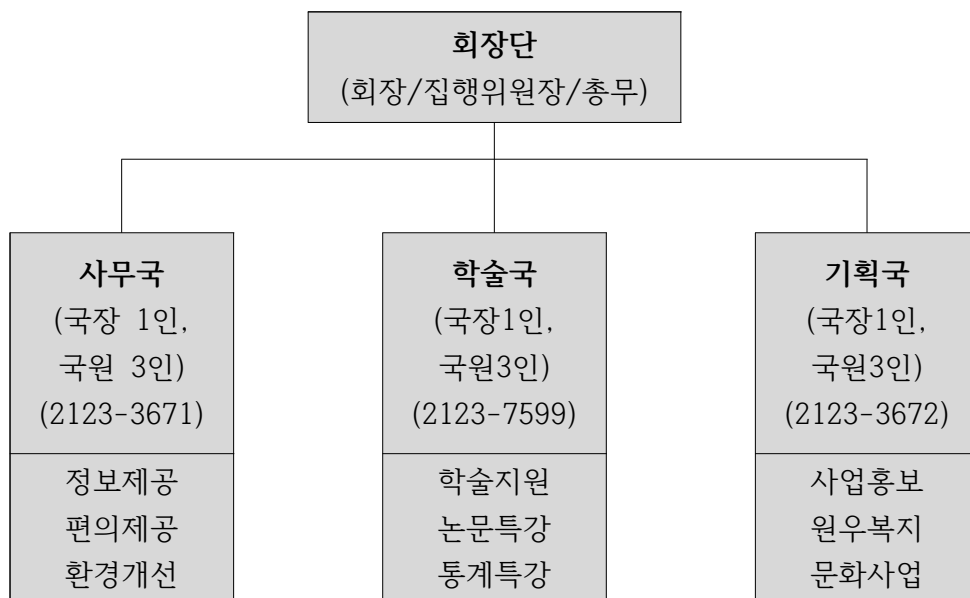 회장단
(회장/집행위원장/총무)
사무국
(국장 1인,
국원 3인)
(2123-3671)
정보제공
편의제공
환경개선
학술국
(국장1인,
국원3인)
(2123-7599)
학술지원
논문특강
통계특강
기획국
(국장1인,
국원3인)
(2123-3672)
사업홍보
원우복지
문화사업